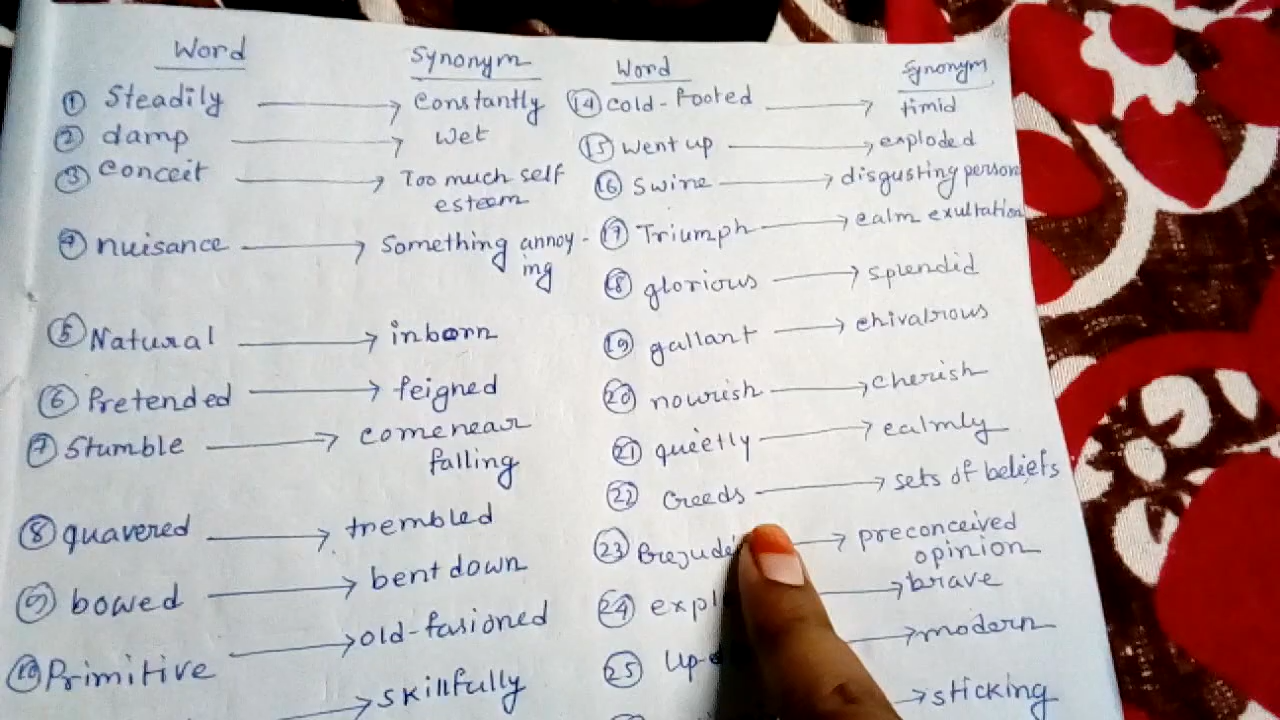 Word Synonym
① Steadily → constantly
② damp → wet
③ Conceit → Too much self
esteem
④ nuisance → Something annoy-
ing
⑤ Natural → inborn
⑥ Pretended → feigned
⑦ Stumble → come near
falling
⑧ quavered → trembled
⑨ bowed → bent down
⑩ Primitive → old-fasioned
→ skillfully
Word Synonym
⑭ cold-footed → timid
⑮ went up → exploded
⑯ Swine → disgusting person
⑰ Triumph → calm exultation
⑱ glorious → splendid
⑲ gallant → chivalrous
⑳ nourish → cherish
㉑ quietly → calmly
㉒ Creeds → sets of beliefs
㉓ → preconceived
opinion
㉔ → brave
㉕ → modern
→ sticking